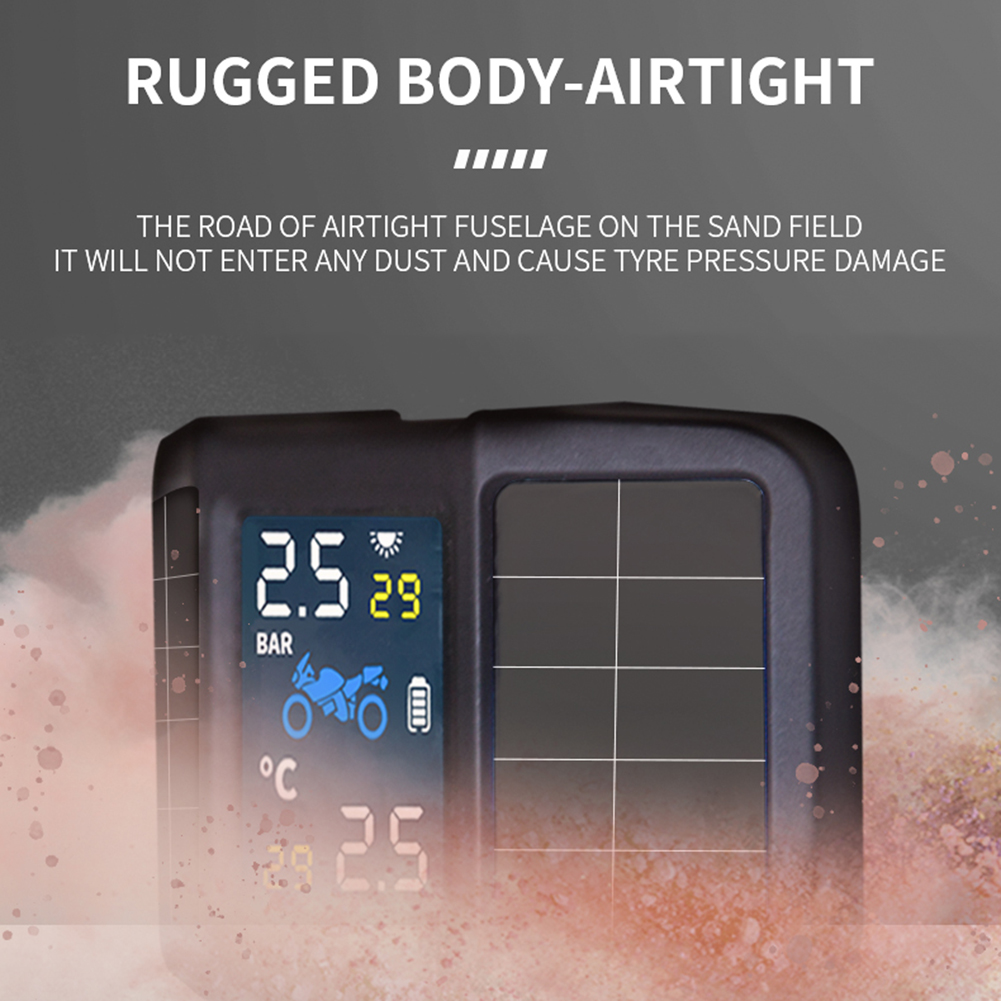 RUGGED BODY-AIRTIGHT
THE ROAD OF AIRTIGHT FUSELAGE ON THE SAND FIELD
IT WILL NOT ENTER ANY DUST AND CAUSE TYRE PRESSURE DAMAGE
2.5
29
BAR
°C
29 2.5